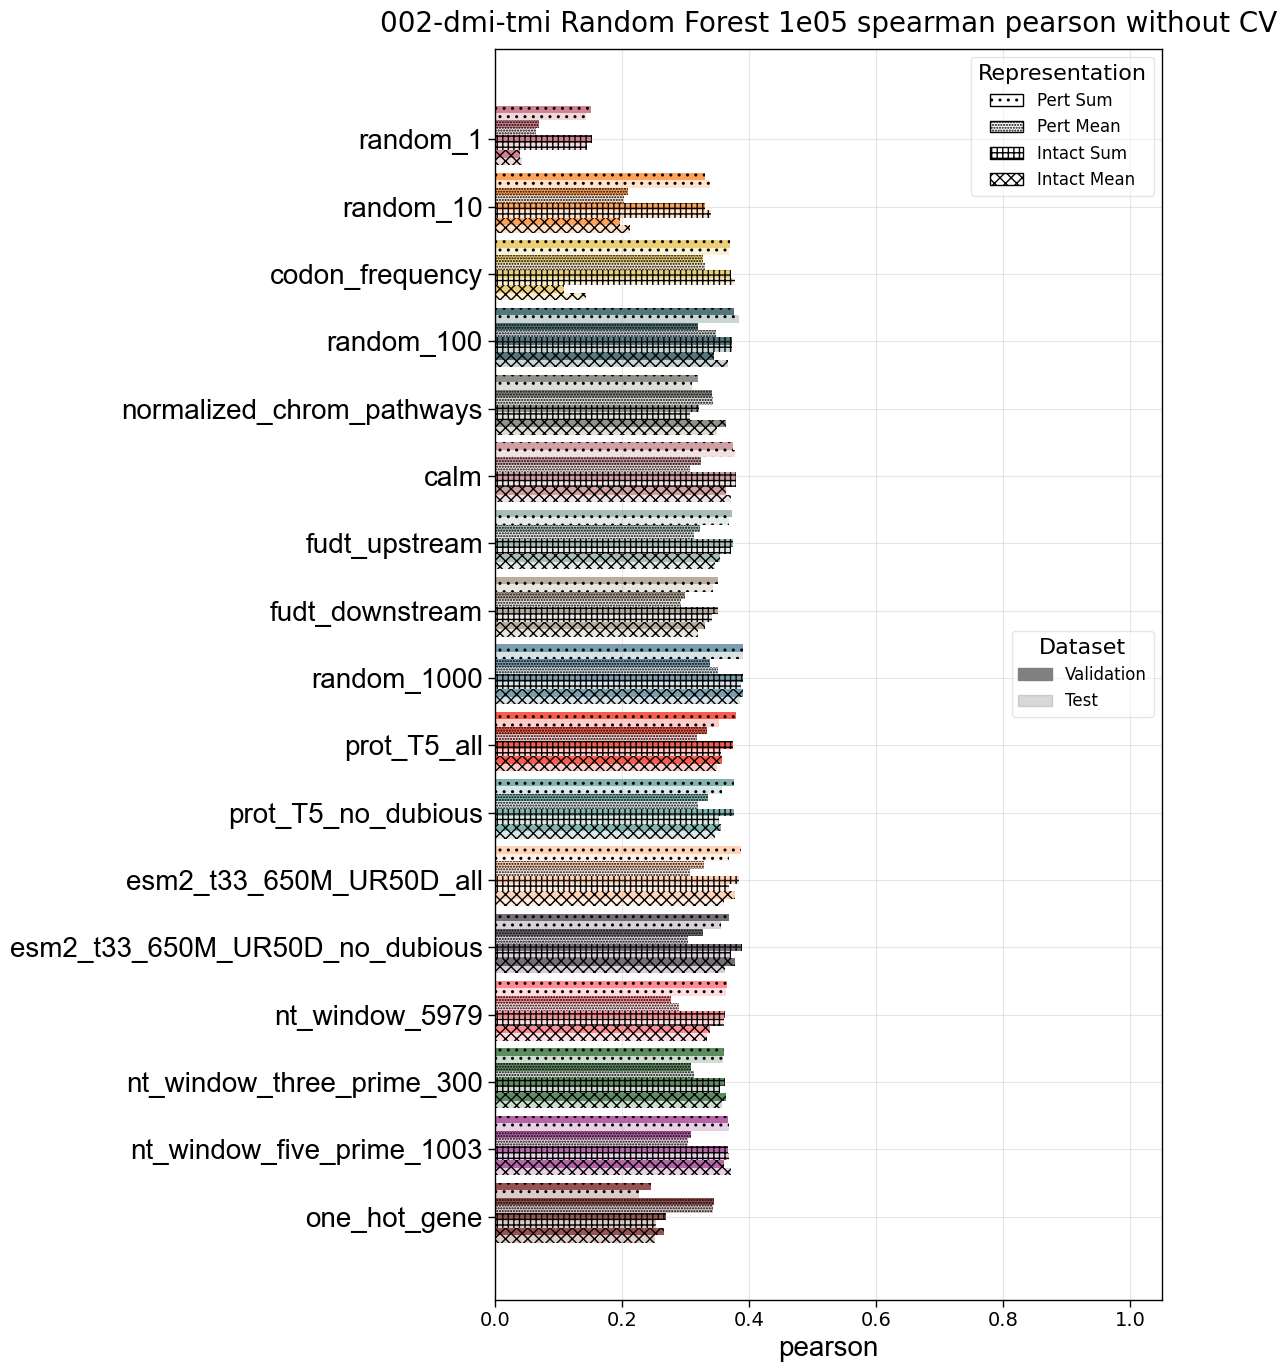 002-dmi-tmi Random Forest 1e05 spearman pearson without CV
Representation
Pert Sum
Pert Mean
Intact Sum
Intact Mean
random_1
random_10
codon_frequency
random_100
normalized_chrom_pathways
calm
fudt_upstream
fudt_downstream
Dataset
Validation
Test
random_1000
prot_T5_all
prot_T5_no_dubious
esm2_t33_650M_UR50D_all
esm2_t33_650M_UR50D_no_dubious
nt_window_5979
nt_window_three_prime_300
nt_window_five_prime_1003
one_hot_gene
0.0 0.2 0.4 0.6 0.8 1.0
pearson